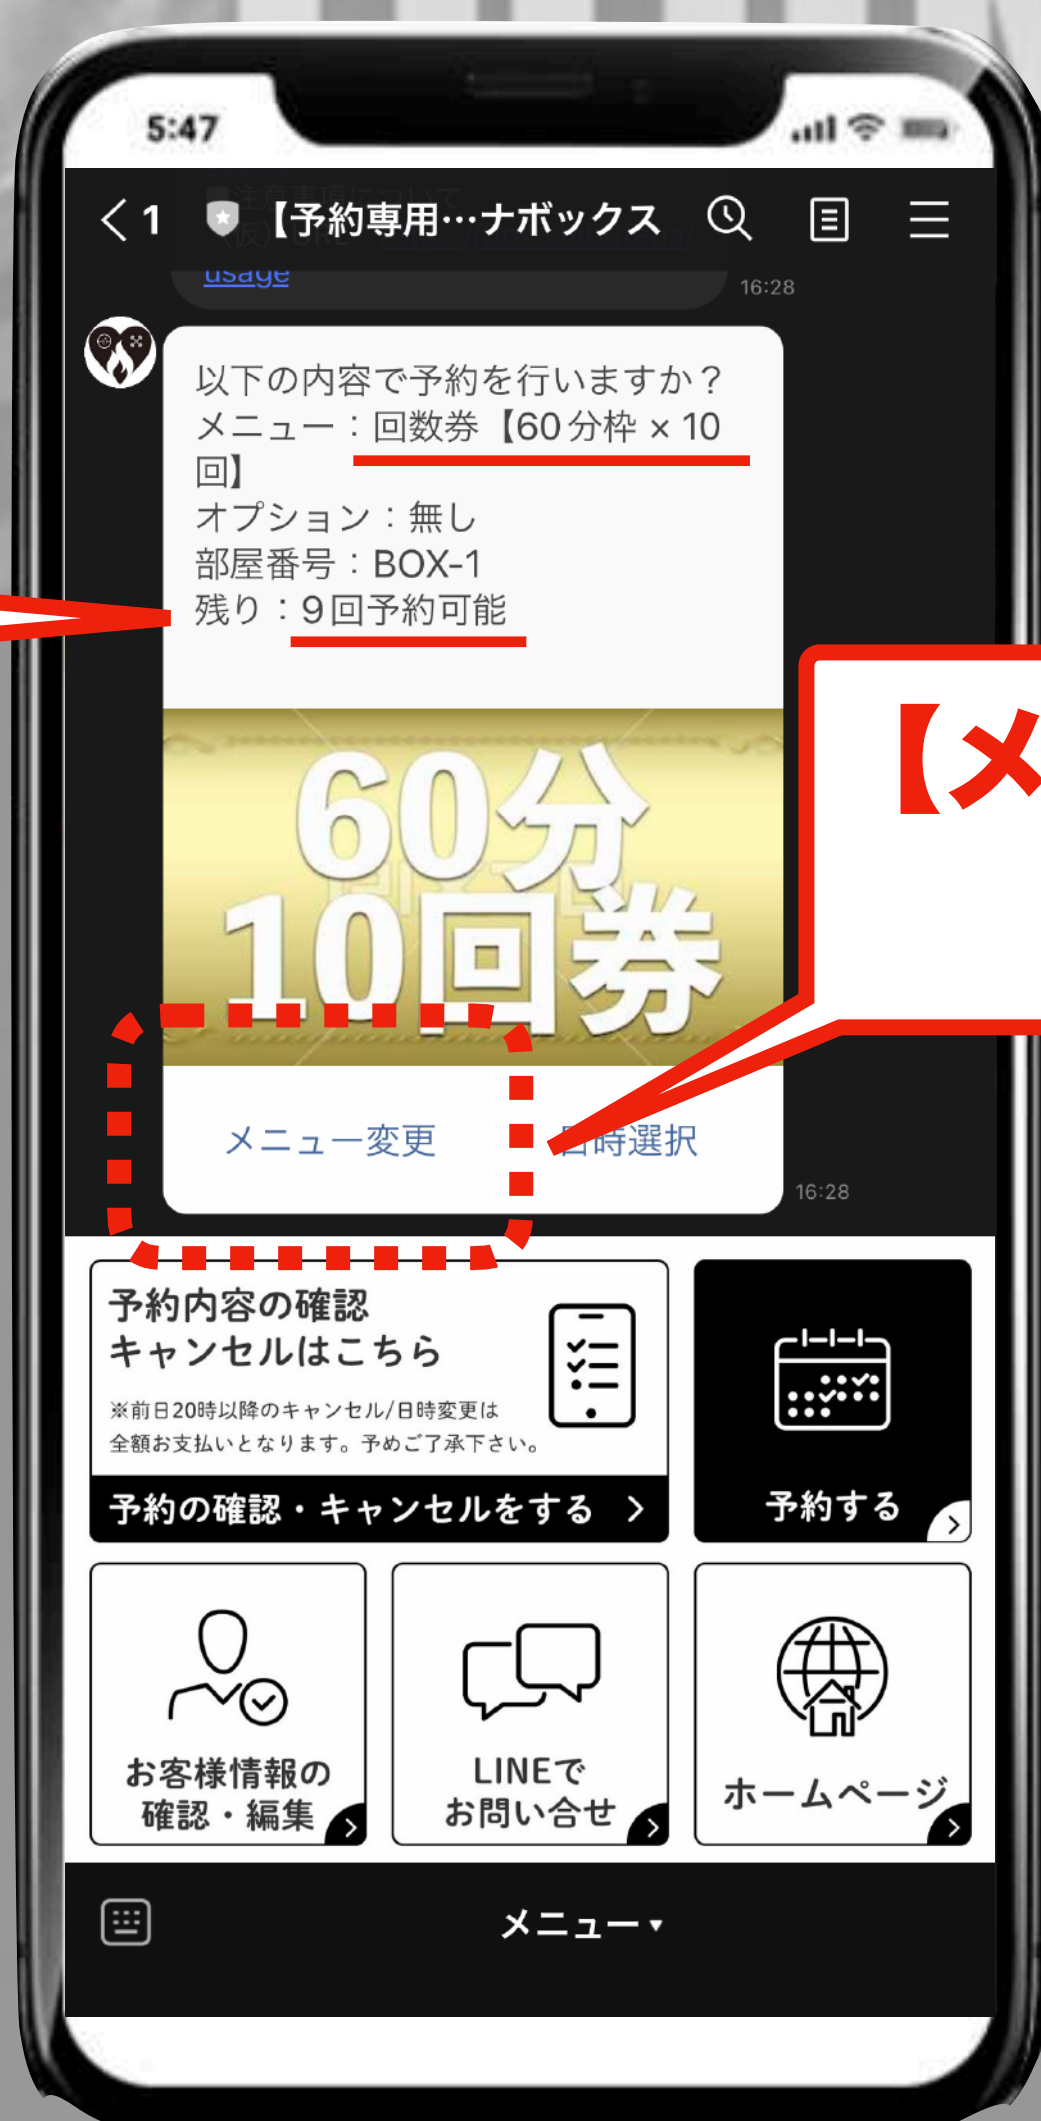 5:47
1
【予約専用…ナボックス
usage
16:28
以下の内容で予約を行いますか？
メニュー：回数券【60分枠 × 10
回】
オプション：無し
部屋番号：BOX-1
残り：9回予約可能
【メ
60分
10回券
メニュー変更
日時選択
16:28
予約内容の確認
キャンセルはこちら
※前日20時以降のキャンセル/日時変更は
全額お支払いとなります。予めご了承下さい。
予約の確認・キャンセルをする
予約する
お客様情報の
確認・編集
LINEで
お問い合せ
ホームページ
メニュー▾